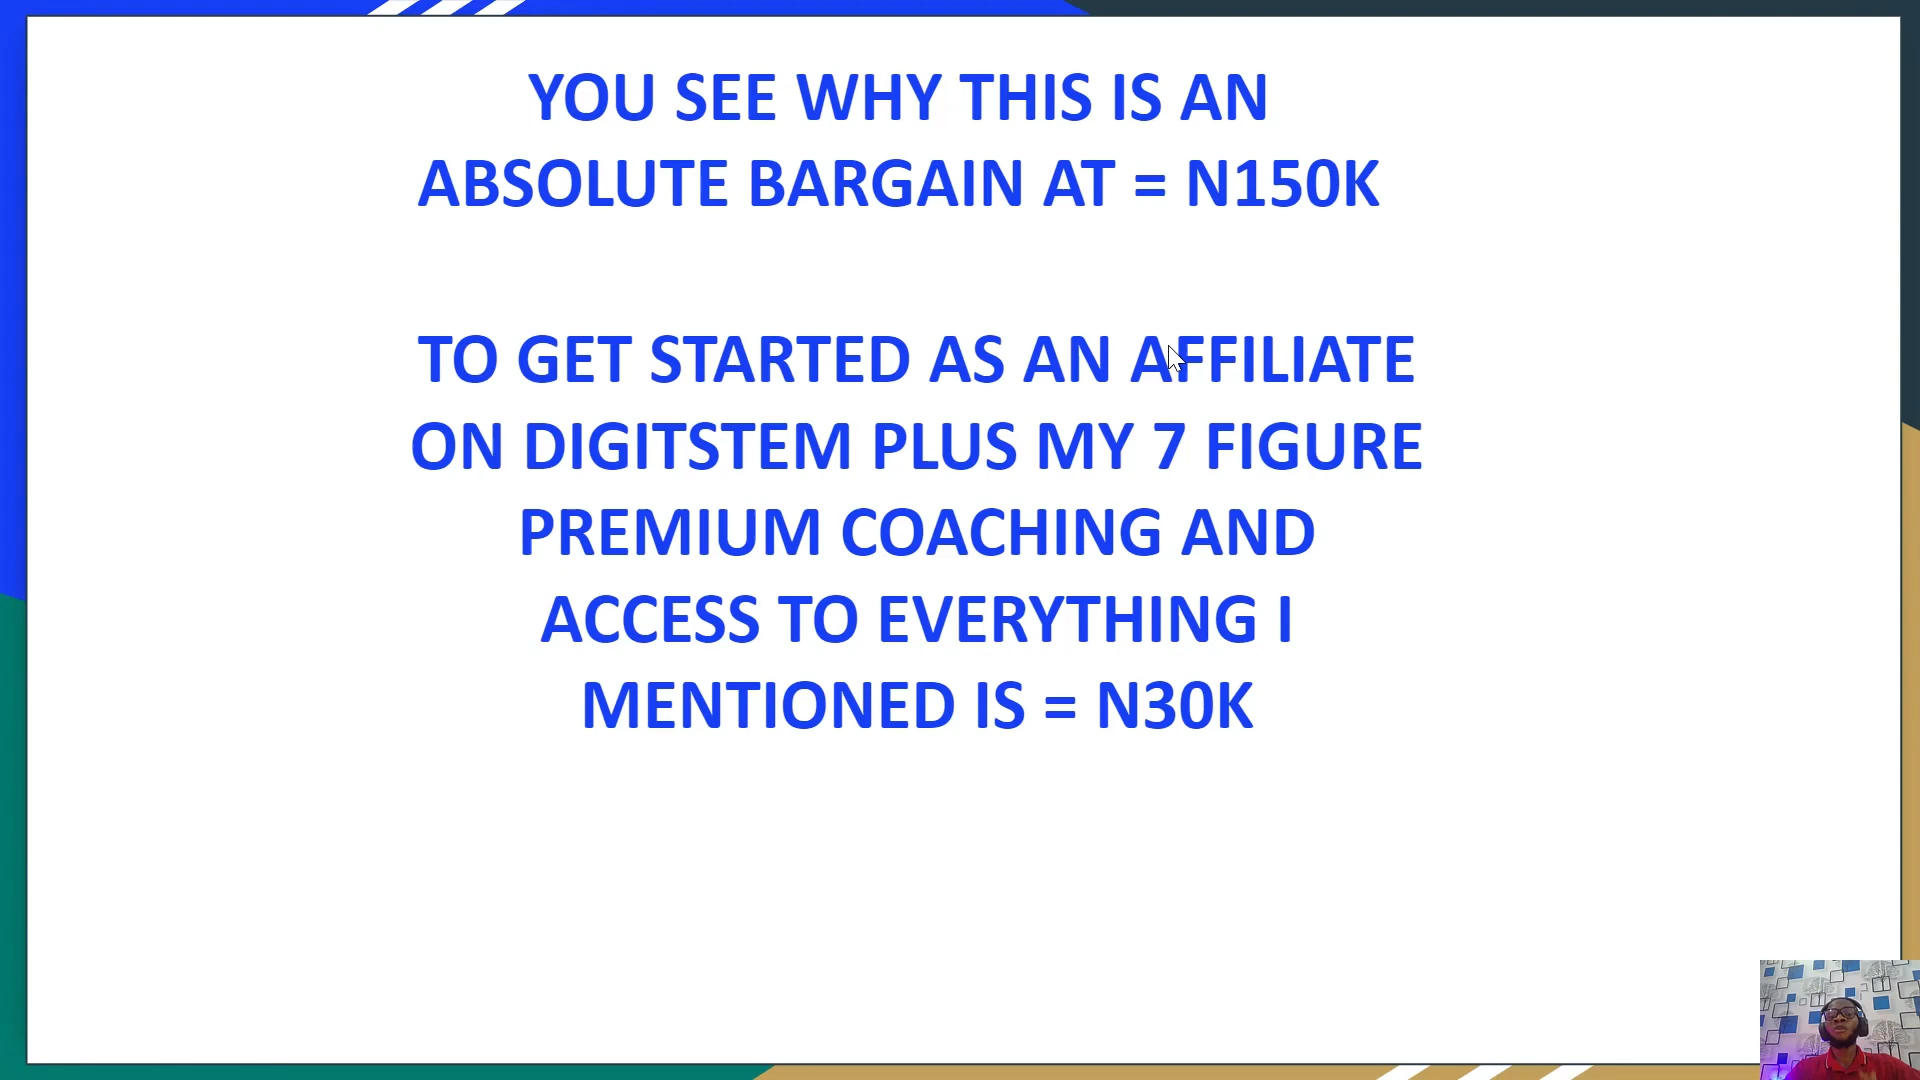 YOU SEE WHY THIS IS AN
ABSOLUTE BARGAIN AT = N150K
TO GET STARTED AS AN AFFILIATE
ON DIGITSTEM PLUS MY 7 FIGURE
PREMIUM COACHING AND
ACCESS TO EVERYTHING I
MENTIONED IS = N30K